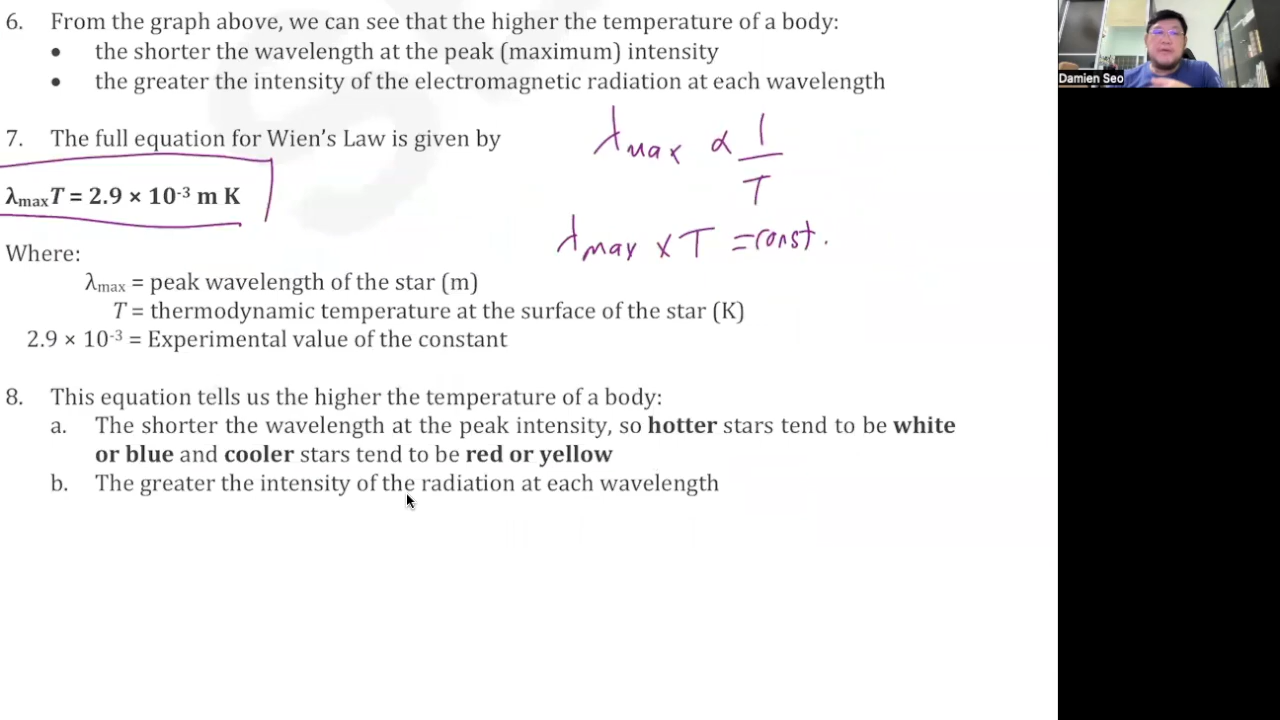 6. From the graph above, we can see that the higher the temperature of a body:
• the shorter the wavelength at the peak (maximum) intensity
• the greater the intensity of the electromagnetic radiation at each wavelength
7. The full equation for Wien's Law is given by
λmax ∝ 1/T
λmaxT = 2.9 × 10⁻³ m K
λmax × T = const.
Where:
λmax = peak wavelength of the star (m)
T = thermodynamic temperature at the surface of the star (K)
2.9 × 10⁻³ = Experimental value of the constant
8. This equation tells us the higher the temperature of a body:
a. The shorter the wavelength at the peak intensity, so hotter stars tend to be white
or blue and cooler stars tend to be red or yellow
b. The greater the intensity of the radiation at each wavelength
Damien Seo